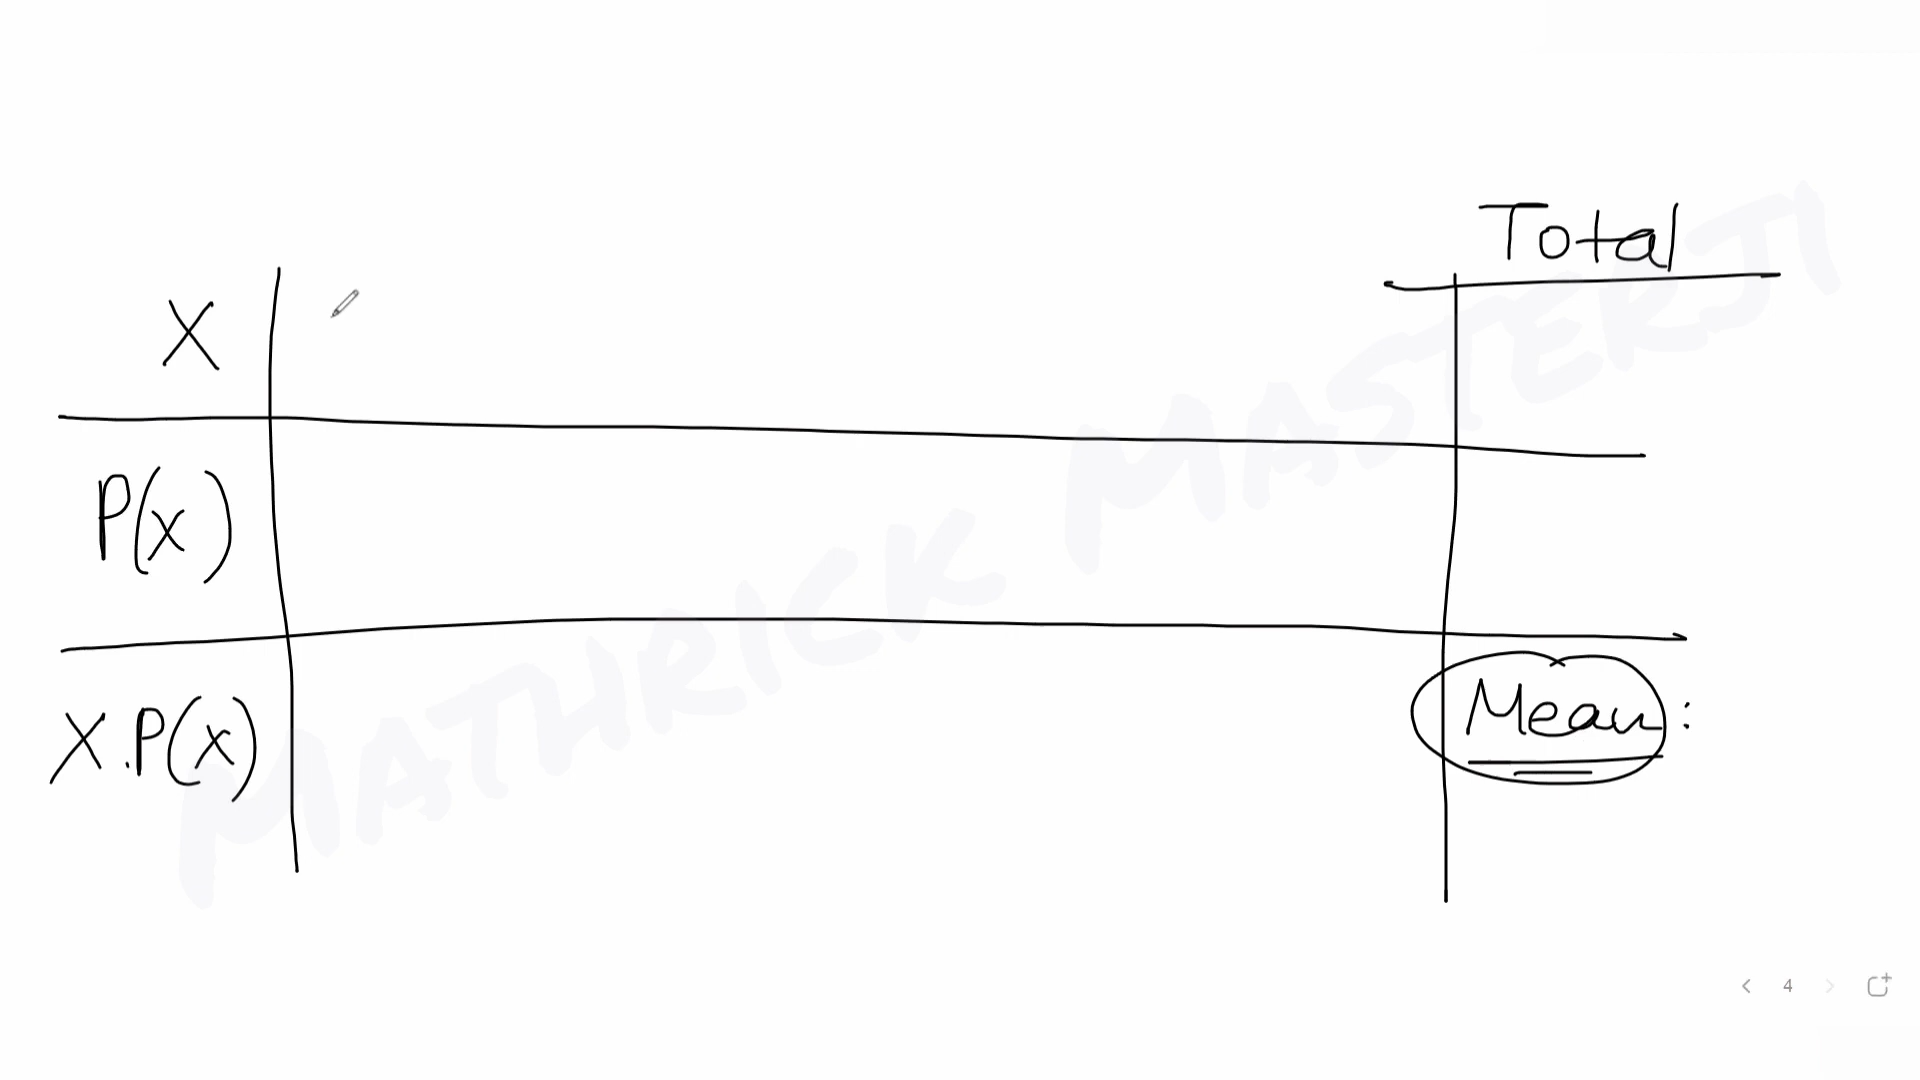 Total
X
P(x)
X.P(x)
Mean:
MATHRICK MASTERJI
4